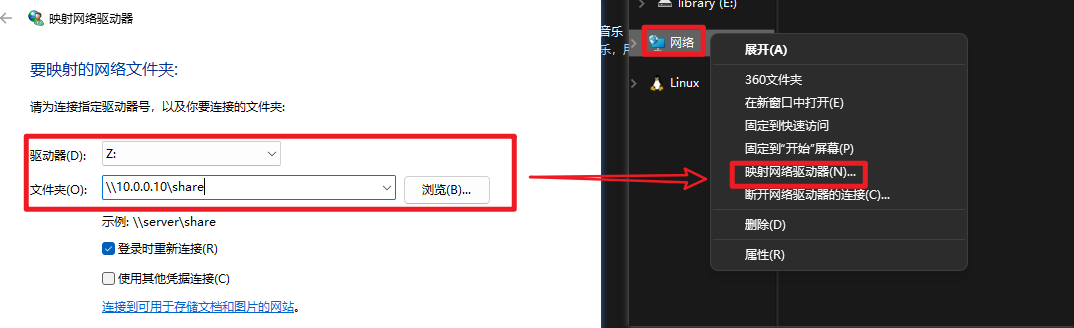 映射网络驱动器
要映射的网络文件夹:
请为连接指定驱动器号，以及你要连接的文件夹:
驱动器(D):
Z:
文件夹(O):
\\10.0.0.10\share
浏览(B)...
示例: \\server\share
登录时重新连接(R)
使用其他凭据连接(C)
连接到可用于存储文档和图片的网站。
library (E:)
音乐
乐，
网络
Linux
展开(A)
360文件夹
在新窗口中打开(E)
固定到快速访问
固定到"开始"屏幕(P)
映射网络驱动器(N)...
断开网络驱动器的连接(C)...
删除(D)
属性(R)